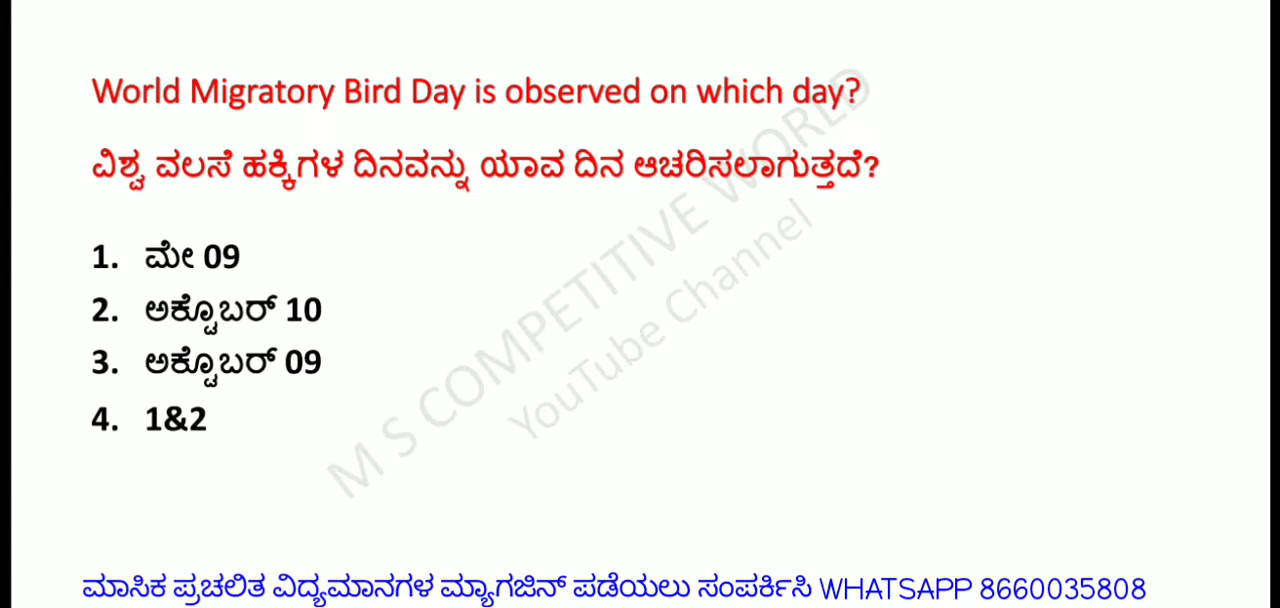 World Migratory Bird Day is observed on which day?
ವಿಶ್ವ ವಲಸೆ ಹಕ್ಕಿಗಳ ದಿನವನ್ನು ಯಾವ ದಿನ ಆಚರಿಸಲಾಗುತ್ತದೆ?
1. ಮೇ 09
2. ಅಕ್ಟೊಬರ್ 10
3. ಅಕ್ಟೊಬರ್ 09
4. 1&2
M S COMPETITIVE WORLD
YouTube Channel
ಮಾಸಿಕ ಪ್ರಚಲಿತ ವಿದ್ಯಮಾನಗಳ ಮ್ಯಾಗಜಿನ್ ಪಡೆಯಲು ಸಂಪರ್ಕಿಸಿ WHATSAPP 8660035808